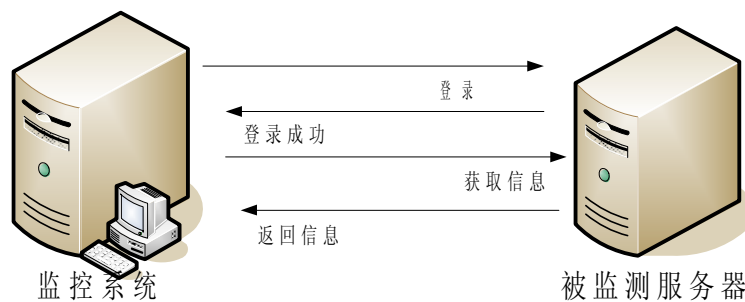 登录
登录成功
获取信息
返回信息
监控系统
被监测服务器